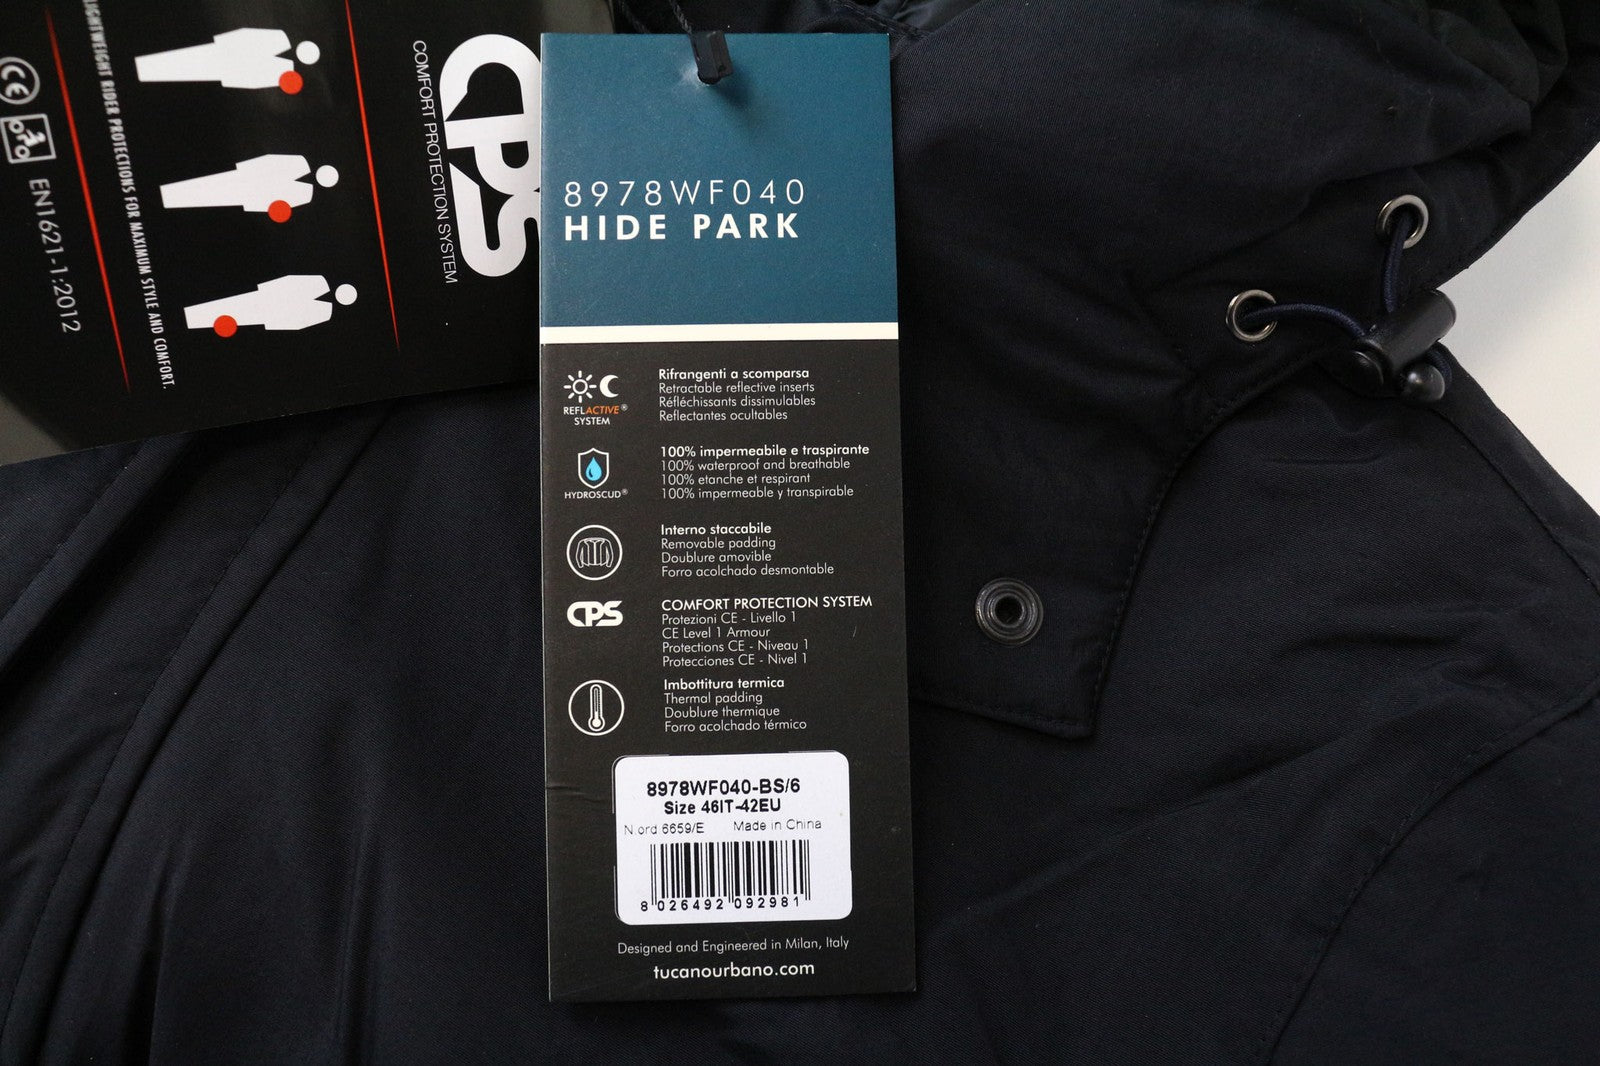 LIGHTWEIGHT RIDER PROTECTIONS FOR MAXIMUM STYLE AND COMFORT.
CE
EN1621-1:2012
CPS
COMFORT PROTECTION SYSTEM
8978WF040
HIDE PARK
REFLACTIVE®
SYSTEM
Rifrangenti a scomparsa
Retractable reflective inserts
Réfléchissants dissimulables
Reflectantes ocultables
HYDROSCUD®
100% impermeabile e traspirante
100% waterproof and breathable
100% etanche et respirant
100% impermeable y transpirable
Interno staccabile
Removable padding
Doublure amovible
Forro acolchado desmontable
CPS
COMFORT PROTECTION SYSTEM
Protezioni CE - Livello 1
CE Level 1 Armour
Protections CE - Niveau 1
Protecciones CE - Nivel 1
Imbottitura termica
Thermal padding
Doublure thermique
Forro acolchado térmico
8978WF040-BS/6
Size 46IT-42EU
N.ord 6659/E Made in China
8 026492 092981
Designed and Engineered in Milan, Italy
tucanourbano.com